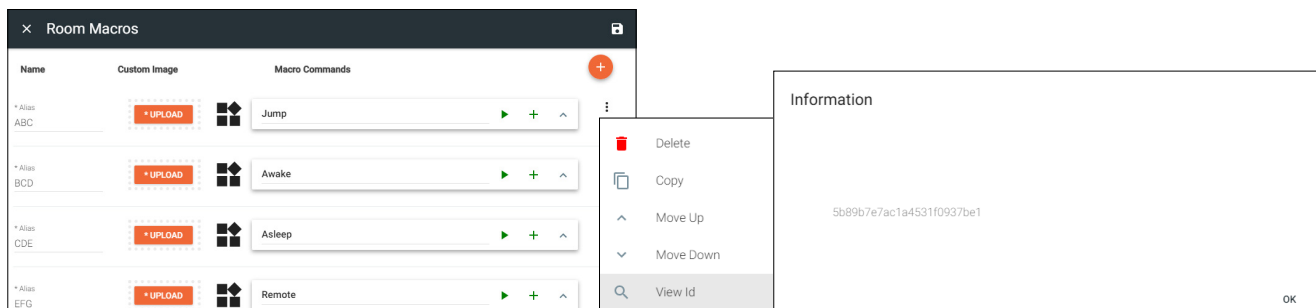 Room Macros
Name Custom Image Macro Commands
* Alias
ABC
* UPLOAD
Jump
* Alias
BCD
* UPLOAD
Awake
* Alias
CDE
* UPLOAD
Asleep
* Alias
EFG
* UPLOAD
Remote
Delete
Copy
Move Up
Move Down
View Id
Information
5b89b7e7ac1a4531f0937be1
OK